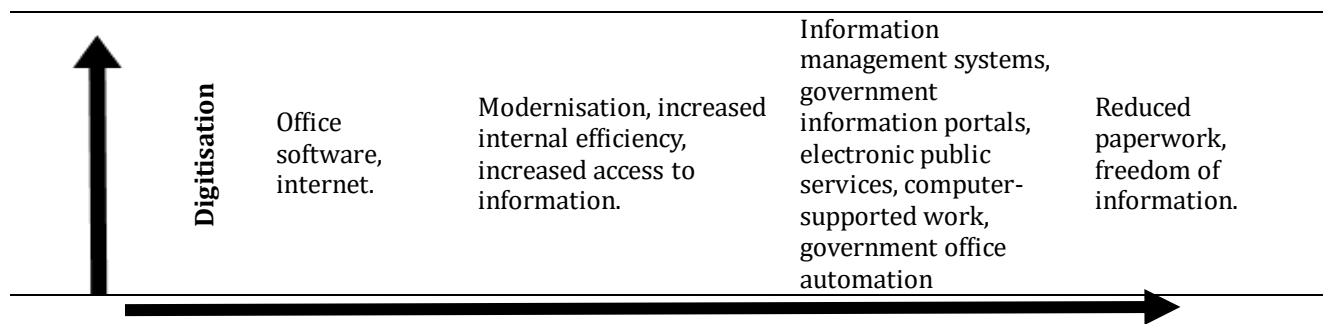 Digitisation
Office
software,
internet.
Modernisation, increased
internal efficiency,
increased access to
information.
Information
management systems,
government
information portals,
electronic public
services, computer-
supported work,
government office
automation
Reduced
paperwork,
freedom of
information.